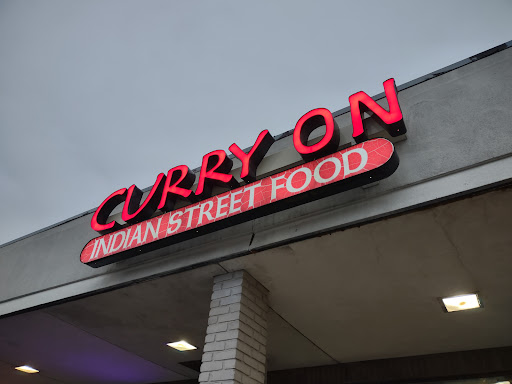 CURRY ON
INDIAN STREET FOOD